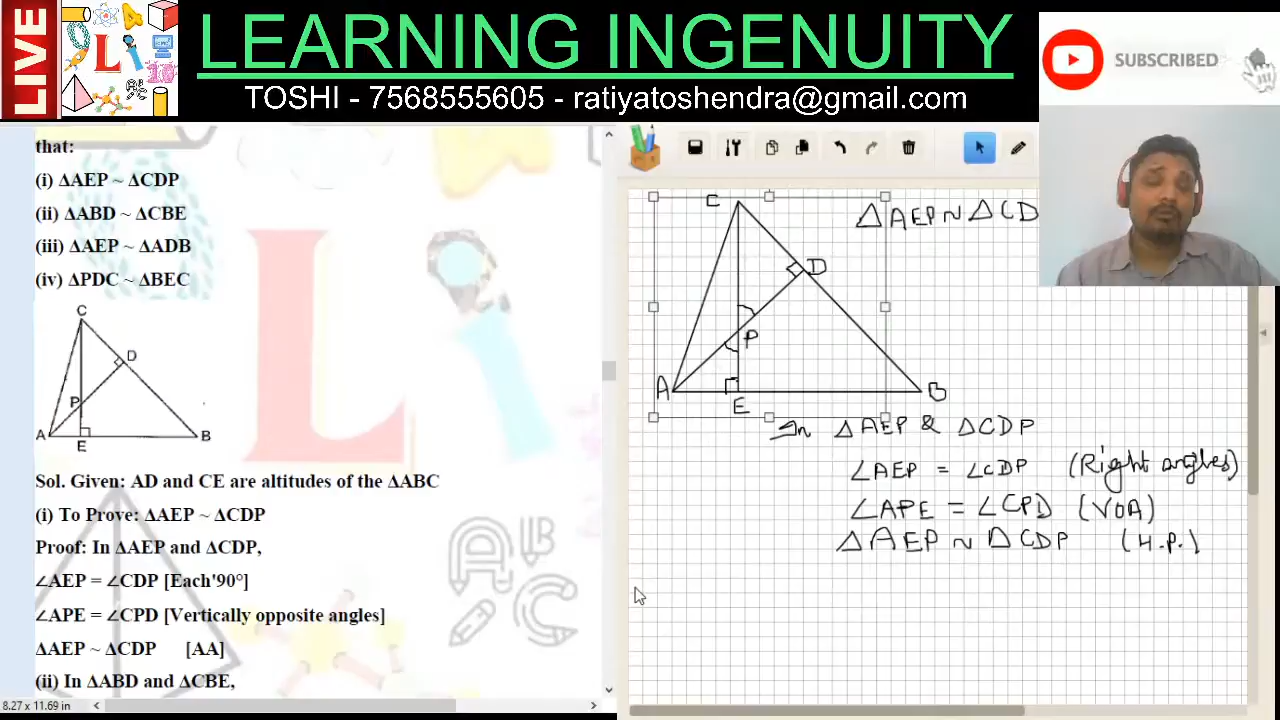 LIVE
LEARNING INGENUITY
TOSHI - 7568555605 - ratiyatoshendra@gmail.com
SUBSCRIBED
that:
(i) ΔAEP ~ ΔCDP
(ii) ΔABD ~ ΔCBE
(iii) ΔAEP ~ ΔADB
(iv) ΔPDC ~ ΔBEC
C
D
P
A
E
B
Sol. Given: AD and CE are altitudes of the ΔABC
(i) To Prove: ΔAEP ~ ΔCDP
Proof: In ΔAEP and ΔCDP,
∠AEP = ∠CDP [Each'90°]
∠APE = ∠CPD [Vertically opposite angles]
ΔAEP ~ ΔCDP [AA]
(ii) In ΔABD and ΔCBE,
8.27 x 11.69 in
C
ΔAEP ~ ΔCD
D
P
A
B
E
In ΔAEP & ΔCDP
∠AEP = ∠CDP (Right angles)
∠APE = ∠CPD (VOA)
ΔAEP ~ ΔCDP (H.P.)